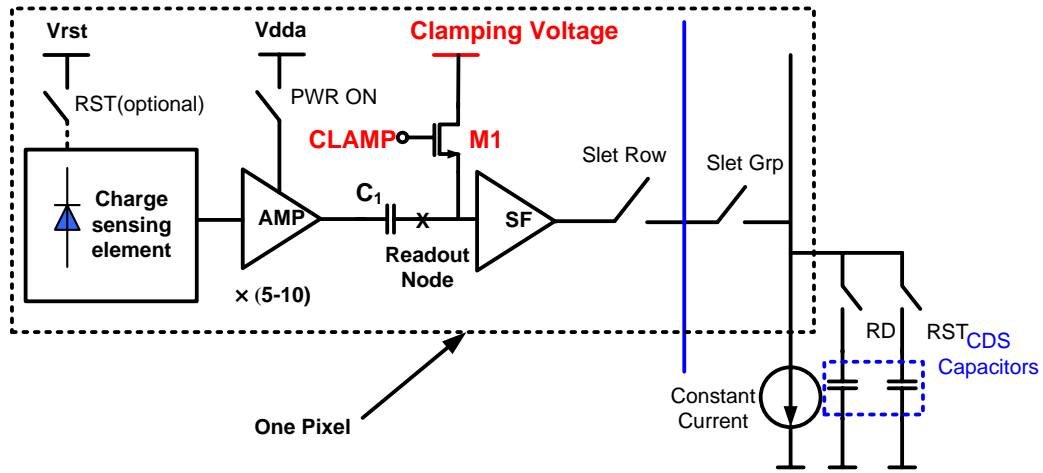 Vrst
Vdda
Clamping Voltage
RST(optional)
PWR ON
CLAMP
M1
Slet Row
Slet Grp
Charge
sensing
element
AMP
C1
SF
Readout
Node
× (5-10)
RD
RST
CDS
Capacitors
Constant
Current
One Pixel